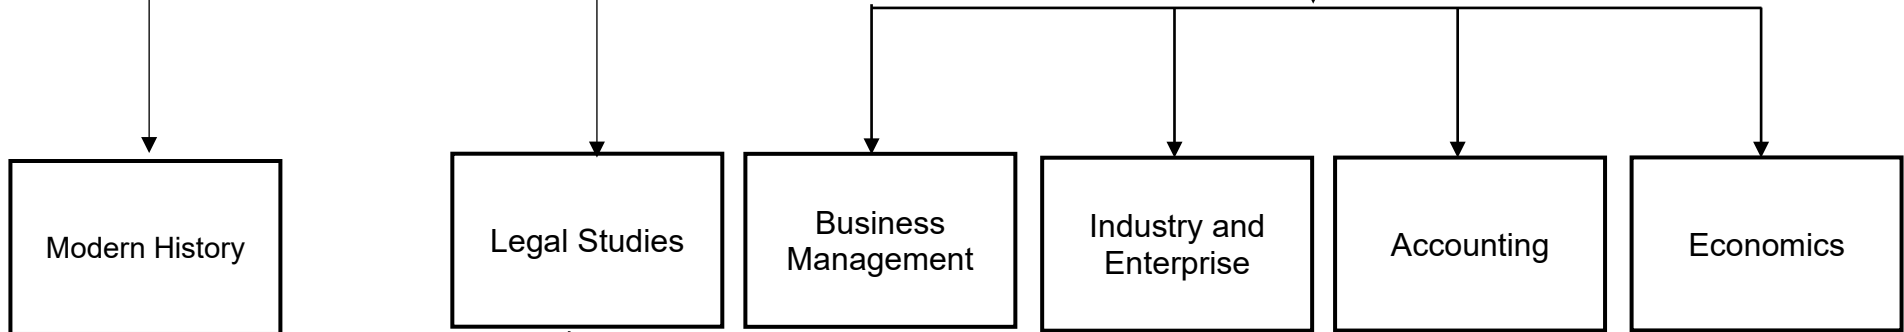 Modern History
Legal Studies
Business
Management
Industry and
Enterprise
Accounting
Economics